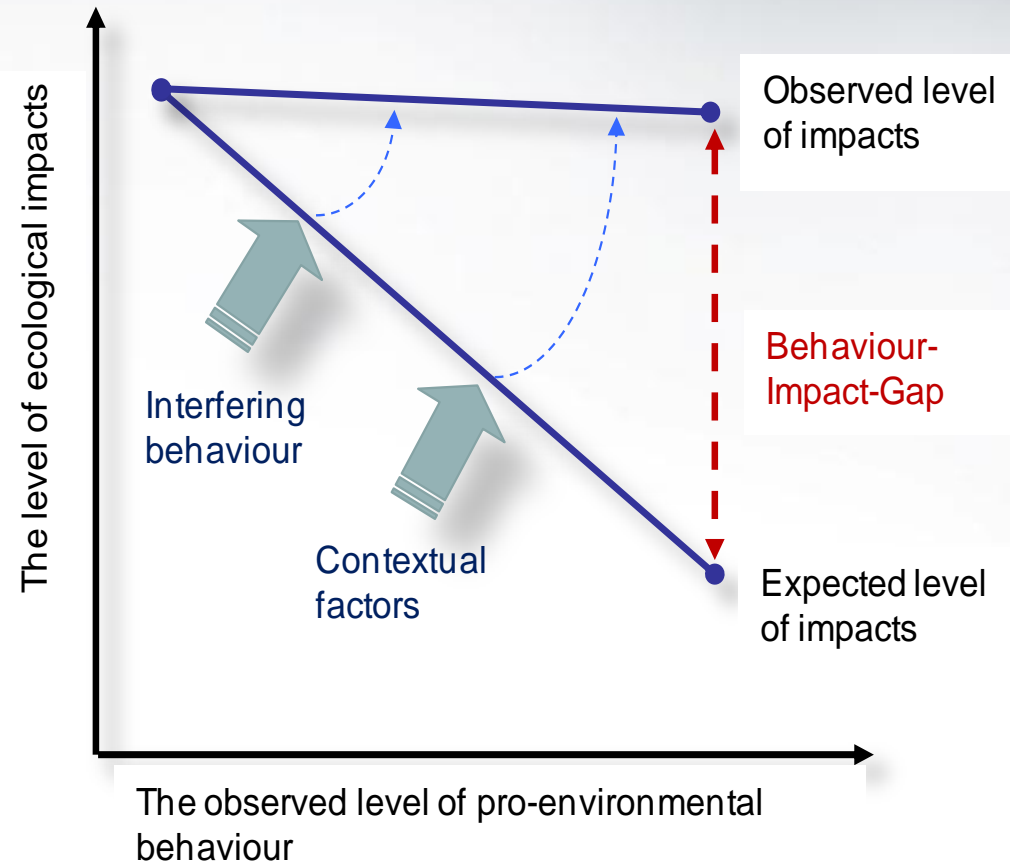 The level of ecological impacts
Observed level
of impacts
Behaviour-
Impact-Gap
Interfering
behaviour
Contextual
factors
Expected level
of impacts
The observed level of pro-environmental
behaviour